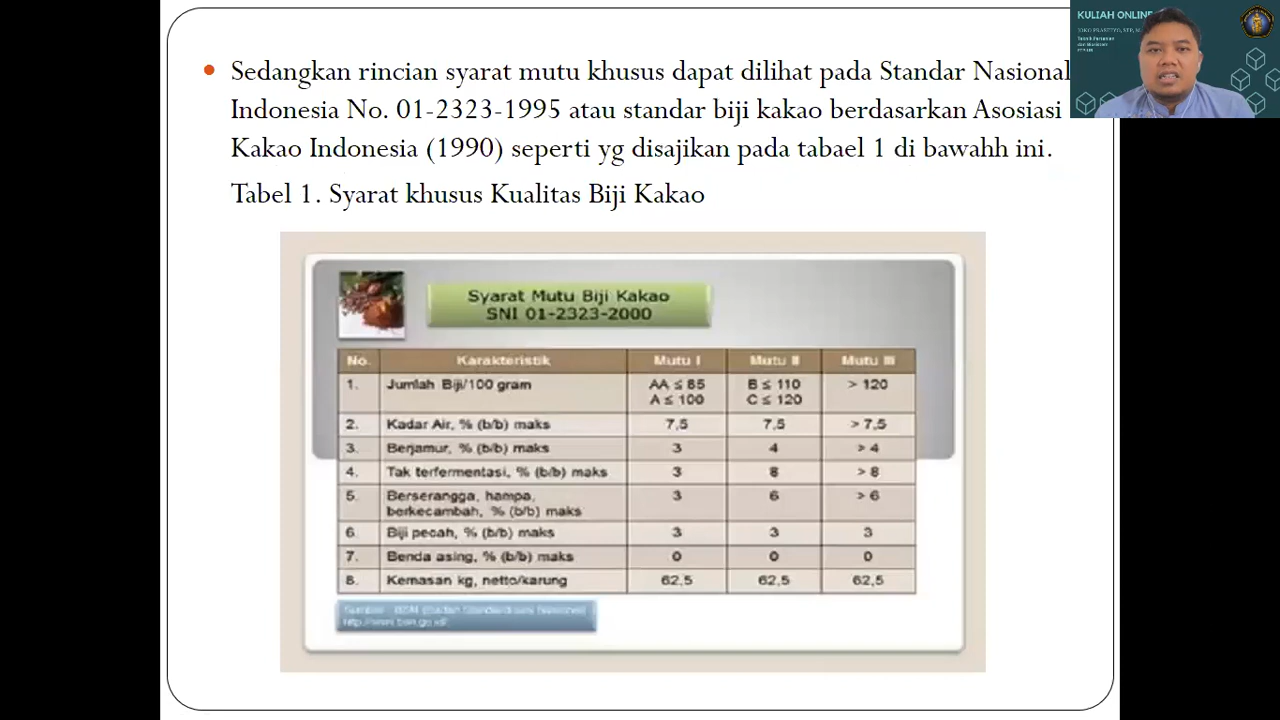 KULIAH ONLINE
Sedangkan rincian syarat mutu khusus dapat dilihat pada Standar Nasional
Indonesia No. 01-2323-1995 atau standar biji kakao berdasarkan Asosiasi
Kakao Indonesia (1990) seperti yg disajikan pada tabael 1 di bawahh ini.
Tabel 1. Syarat khusus Kualitas Biji Kakao
Syarat Mutu Biji Kakao
SNI 01-2323-2000
No. Karakteristik Mutu I Mutu II Mutu III
1. Jumlah Biji/100 gram AA ≤ 85 B ≤ 110 > 120
A ≤ 100 C ≤ 120
2. Kadar Air, % (b/b) maks 7,5 7,5 > 7,5
3. Berjamur, % (b/b) maks 3 4 > 4
4. Tak terfermentasi, % (b/b) maks 3 8 > 8
5. Berserangga, hampa, 3 6 > 6
berkecambah, % (b/b) maks
6. Biji pecah, % (b/b) maks 3 3 3
7. Benda asing, % (b/b) maks 0 0 0
8. Kemasan kg, netto/karung 62,5 62,5 62,5